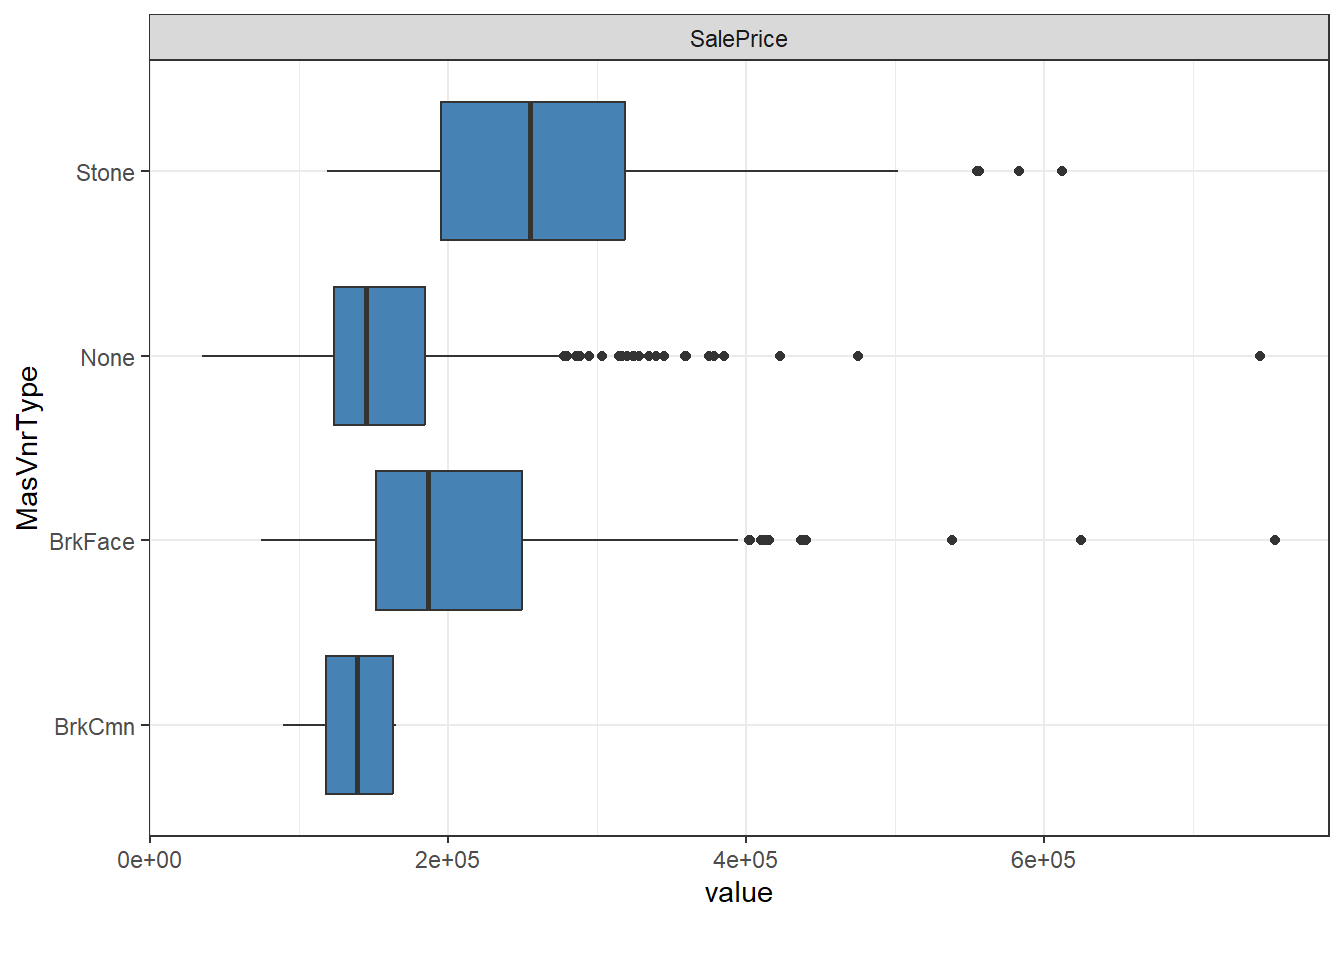 SalePrice
Stone
None
BrkFace
BrkCmn
MasVnrType
0e+00 2e+05 4e+05 6e+05
value